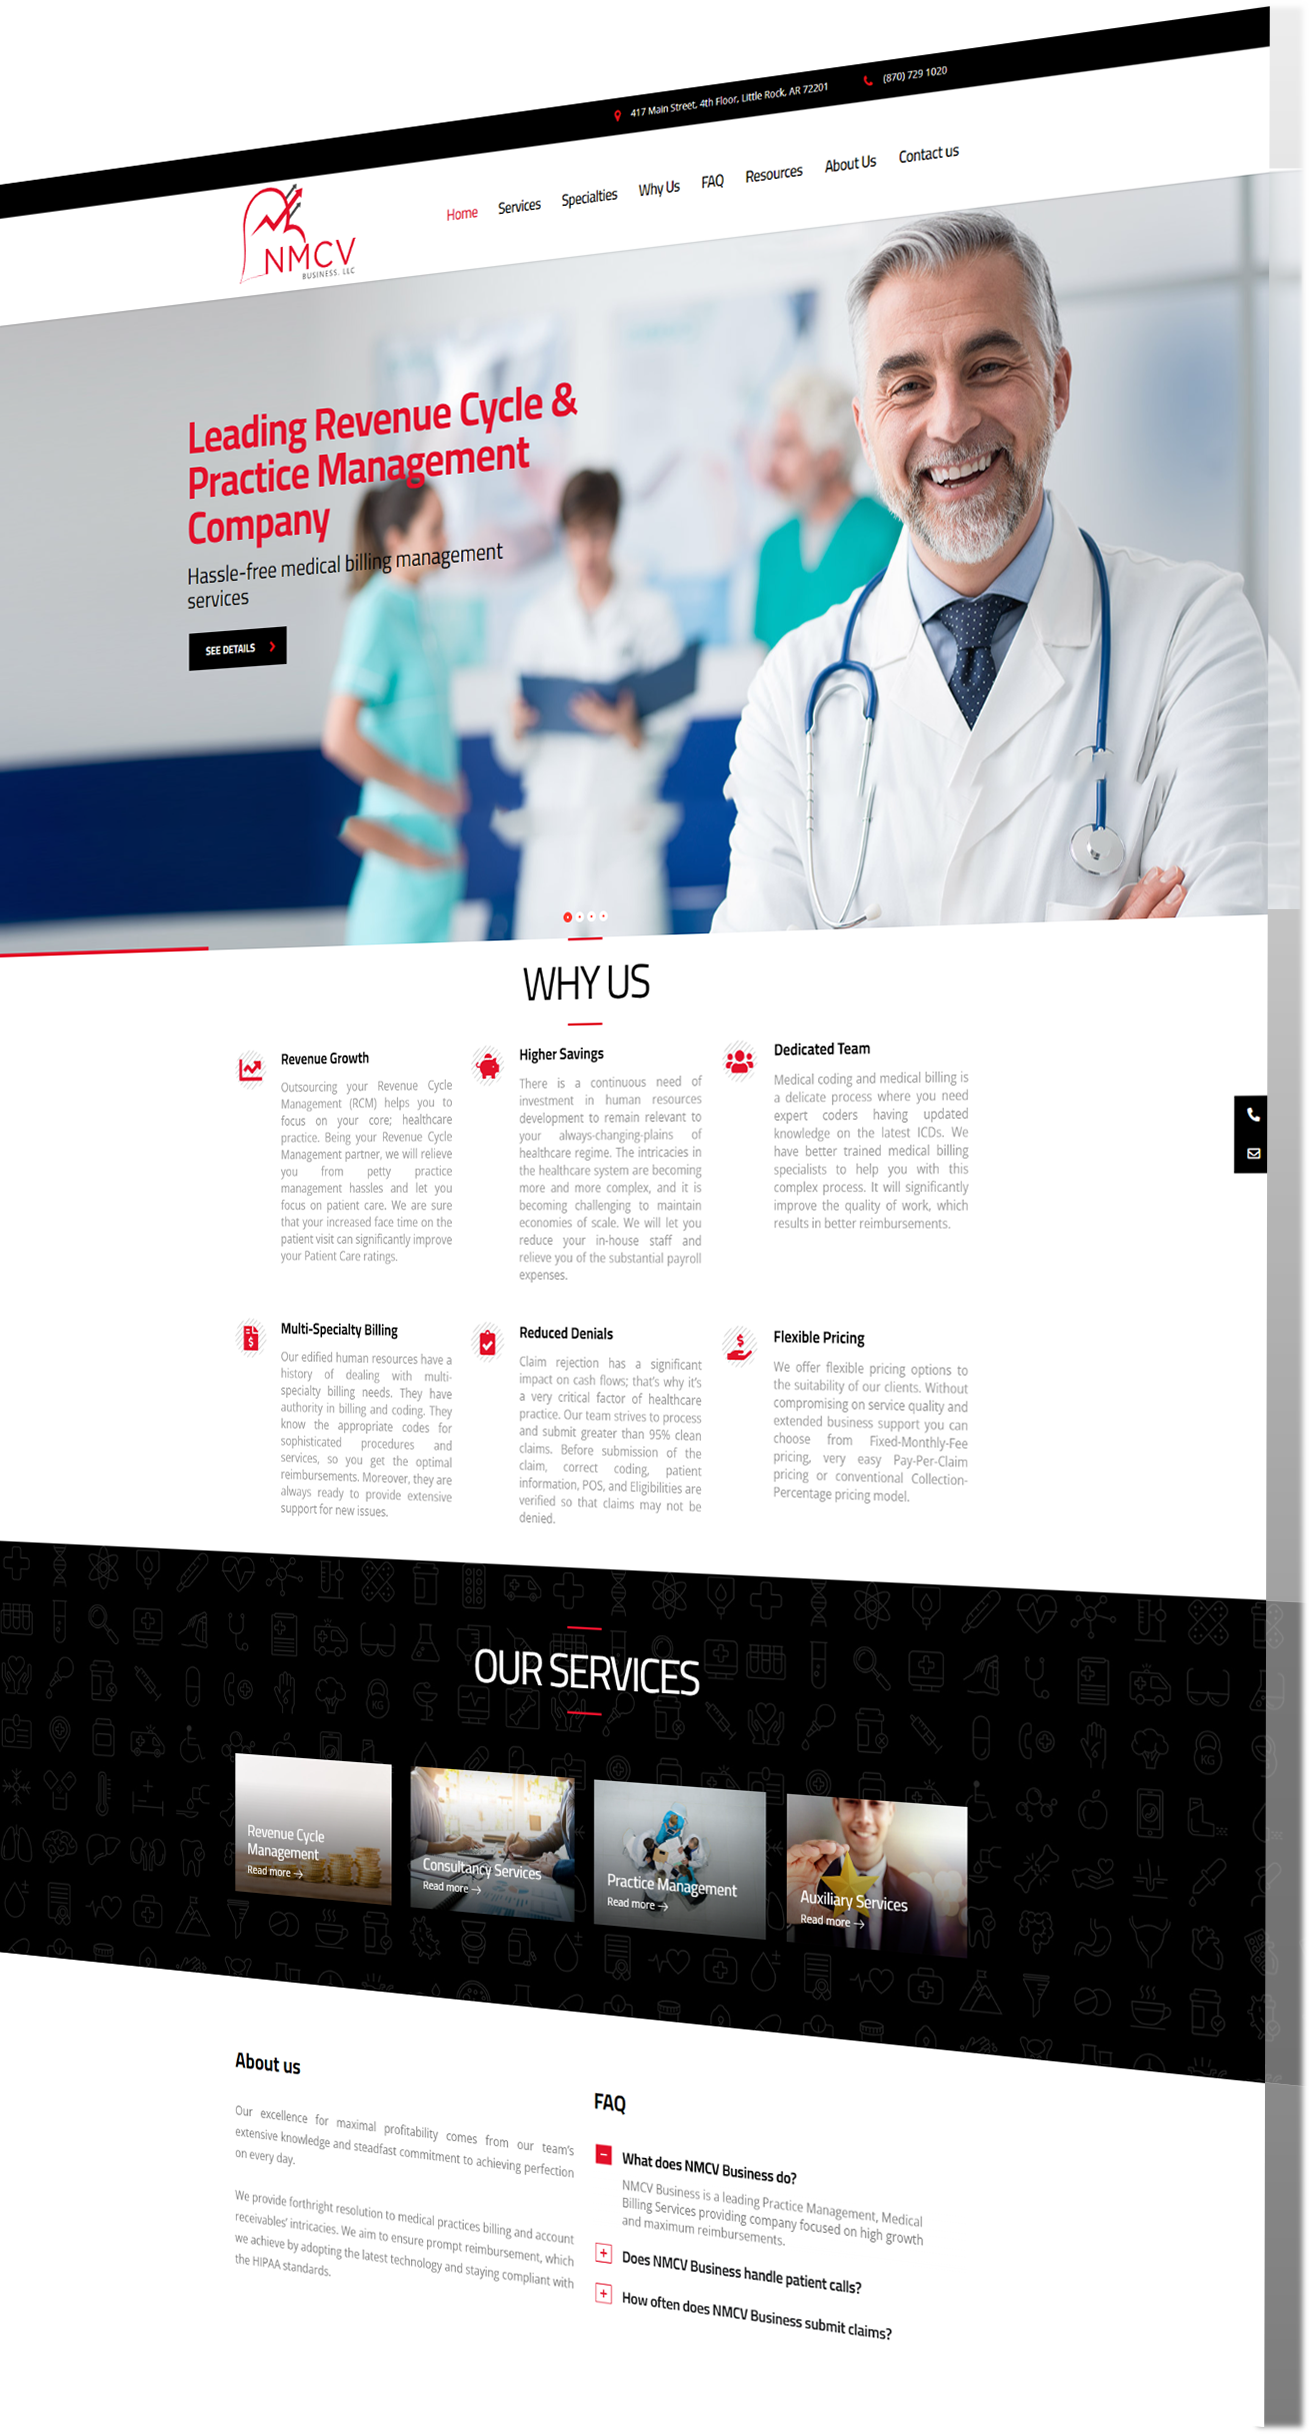 417 Main Street. 4th Floor, Little Rock, AR 72201
(870) 729 1020
NMCV
BUSINESS, LLC
Home
Services
Specialties
Why Us
FAQ
Resources
About Us
Contact us
Leading Revenue Cycle &
Practice Management
Company
Hassle-free medical billing management
services
SEE DETAILS
WHY US
Revenue Growth
Outsourcing your Revenue Cycle
Management (RCM) helps you to
focus on your core; healthcare
practice. Being your Revenue Cycle
Management partner, we will relieve
you from petty practice
management hassles and let you
focus on patient care. We are sure
that your increased face time on the
patient visit can significantly improve
your Patient Care ratings.
Higher Savings
There is a continuous need of
investment in human resources
development to remain relevant to
your always-changing-plains of
healthcare regime. The intricacies in
the healthcare system are becoming
more and more complex, and it is
becoming challenging to maintain
economies of scale. We will let you
reduce your in-house staff and
relieve you of the substantial payroll
expenses.
Dedicated Team
Medical coding and medical billing is
a delicate process where you need
expert coders having updated
knowledge on the latest ICDs. We
have better trained medical billing
specialists to help you with this
complex process. It will significantly
improve the quality of work, which
results in better reimbursements.
Multi-Specialty Billing
Our edified human resources have a
history of dealing with multi-
specialty billing needs. They have
authority in billing and coding. They
know the appropriate codes for
sophisticated procedures and
services, so you get the optimal
reimbursements. Moreover, they are
always ready to provide extensive
support for new issues.
Reduced Denials
Claim rejection has a significant
impact on cash flows; that's why it's
a very critical factor of healthcare
practice. Our team strives to process
and submit greater than 95% clean
claims. Before submission of the
claim, correct coding, patient
information, POS, and Eligibilities are
verified so that claims may not be
denied.
Flexible Pricing
We offer flexible pricing options to
the suitability of our clients. Without
compromising on service quality and
extended business support you can
choose from Fixed-Monthly-Fee
pricing, very easy Pay-Per-Claim
pricing or conventional Collection-
Percentage pricing model.
OUR SERVICES
Revenue Cycle
Management
Read more →
Consultancy Services
Read more →
Practice Management
Read more →
Auxiliary Services
Read more →
About us
Our excellence for maximal profitability comes from our team's
extensive knowledge and steadfast commitment to achieving perfection
on every day.
We provide forthright resolution to medical practices billing and account
receivables' intricacies. We aim to ensure prompt reimbursement, which
we achieve by adopting the latest technology and staying compliant with
the HIPAA standards.
FAQ
What does NMCV Business do?
NMCV Business is a leading Practice Management, Medical
Billing Services providing company focused on high growth
and maximum reimbursements.
Does NMCV Business handle patient calls?
How often does NMCV Business submit claims?